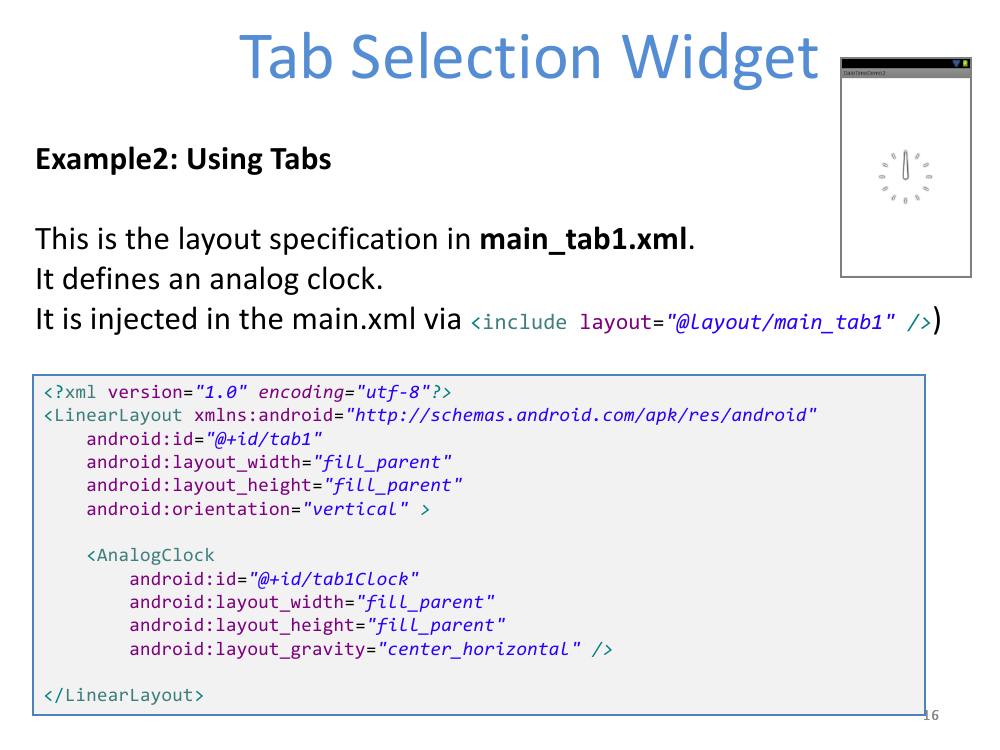 Tab Selection Widget
DateTimeDemo2
Example2: Using Tabs
This is the layout specification in main_tab1.xml.
It defines an analog clock.
It is injected in the main.xml via <include layout="@layout/main_tab1" />)
<?xml version="1.0" encoding="utf-8"?>
<LinearLayout xmlns:android="http://schemas.android.com/apk/res/android"
    android:id="@+id/tab1"
    android:layout_width="fill_parent"
    android:layout_height="fill_parent"
    android:orientation="vertical" >
    <AnalogClock
        android:id="@+id/tab1Clock"
        android:layout_width="fill_parent"
        android:layout_height="fill_parent"
        android:layout_gravity="center_horizontal" />
</LinearLayout>
16